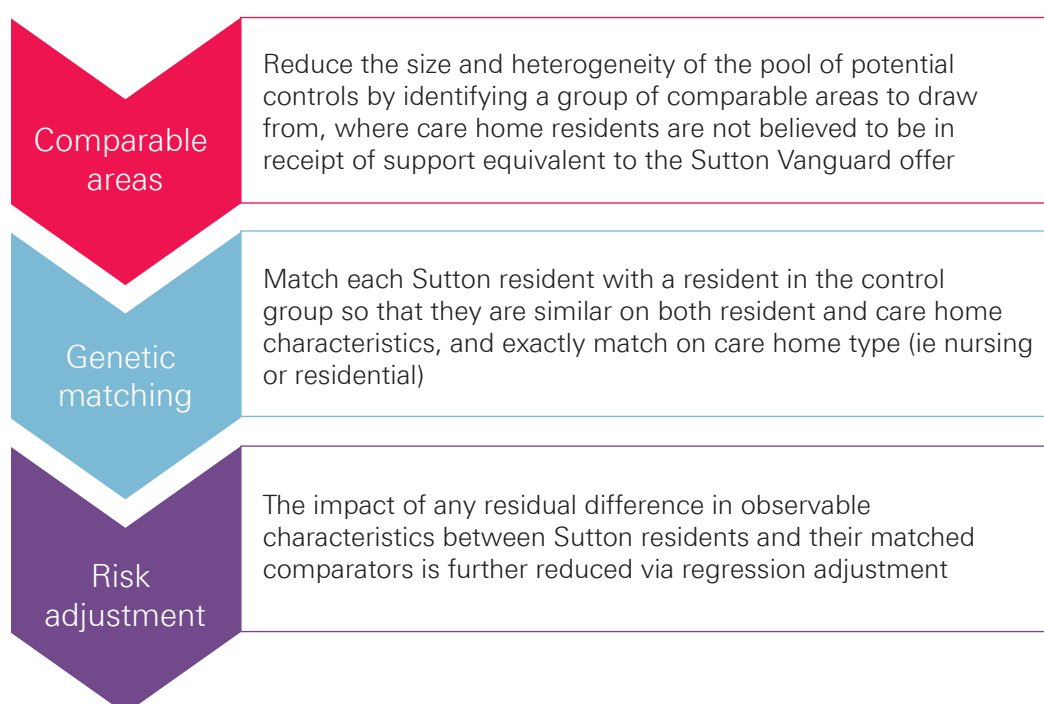 Comparable
areas
Reduce the size and heterogeneity of the pool of potential
controls by identifying a group of comparable areas to draw
from, where care home residents are not believed to be in
receipt of support equivalent to the Sutton Vanguard offer
Genetic
matching
Match each Sutton resident with a resident in the control
group so that they are similar on both resident and care home
characteristics, and exactly match on care home type (ie nursing
or residential)
Risk
adjustment
The impact of any residual difference in observable
characteristics between Sutton residents and their matched
comparators is further reduced via regression adjustment